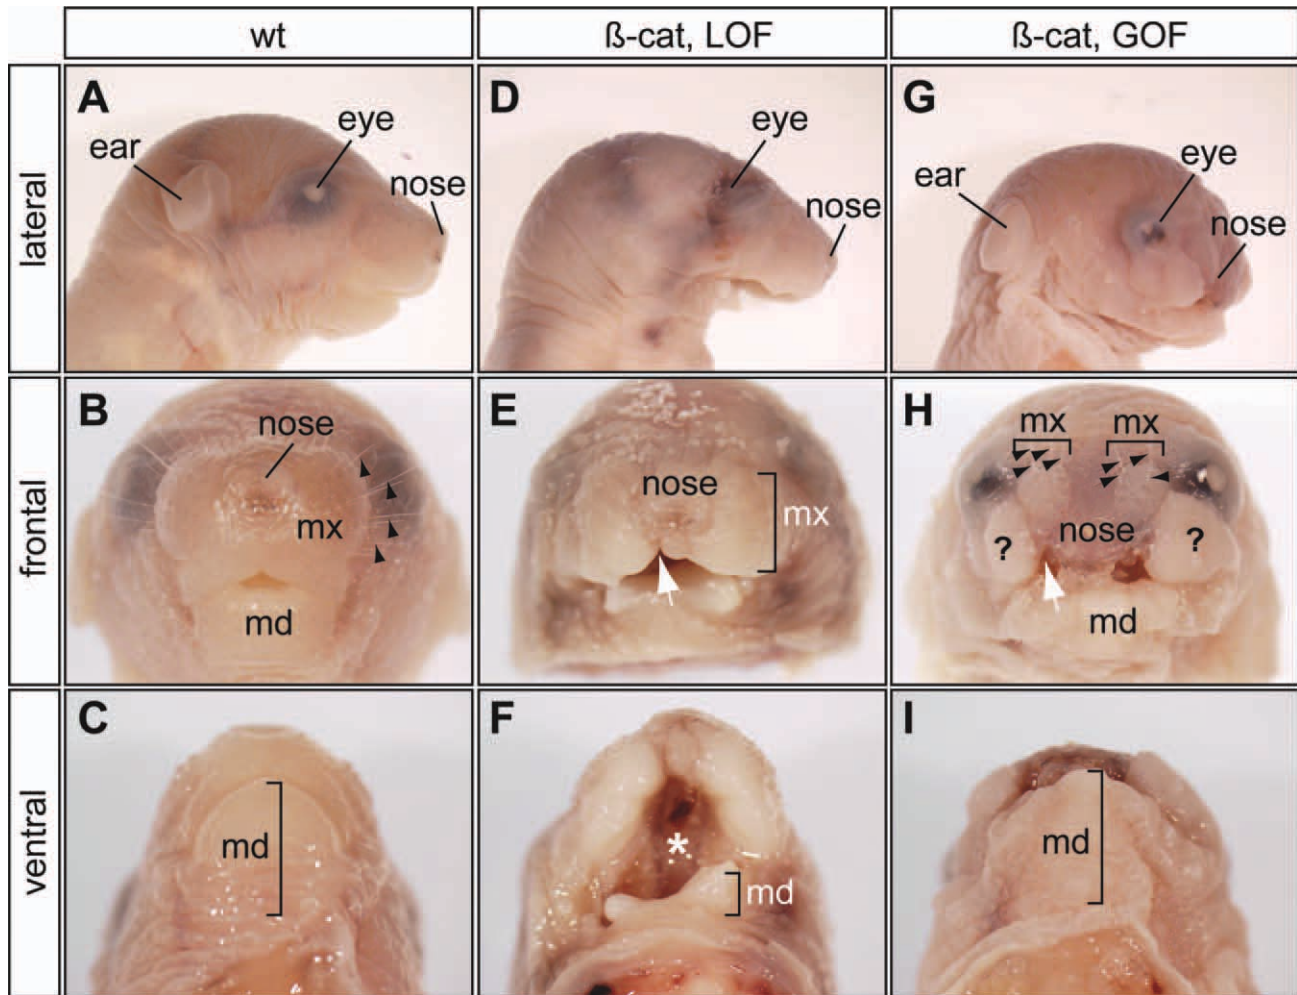 wt
ß-cat, LOF
ß-cat, GOF
lateral
A
ear
eye
nose
D
eye
nose
G
ear
eye
nose
frontal
B
nose
mx
md
E
nose
mx
H
mx
mx
nose
?
?
md
ventral
C
md
F
*
md
I
md